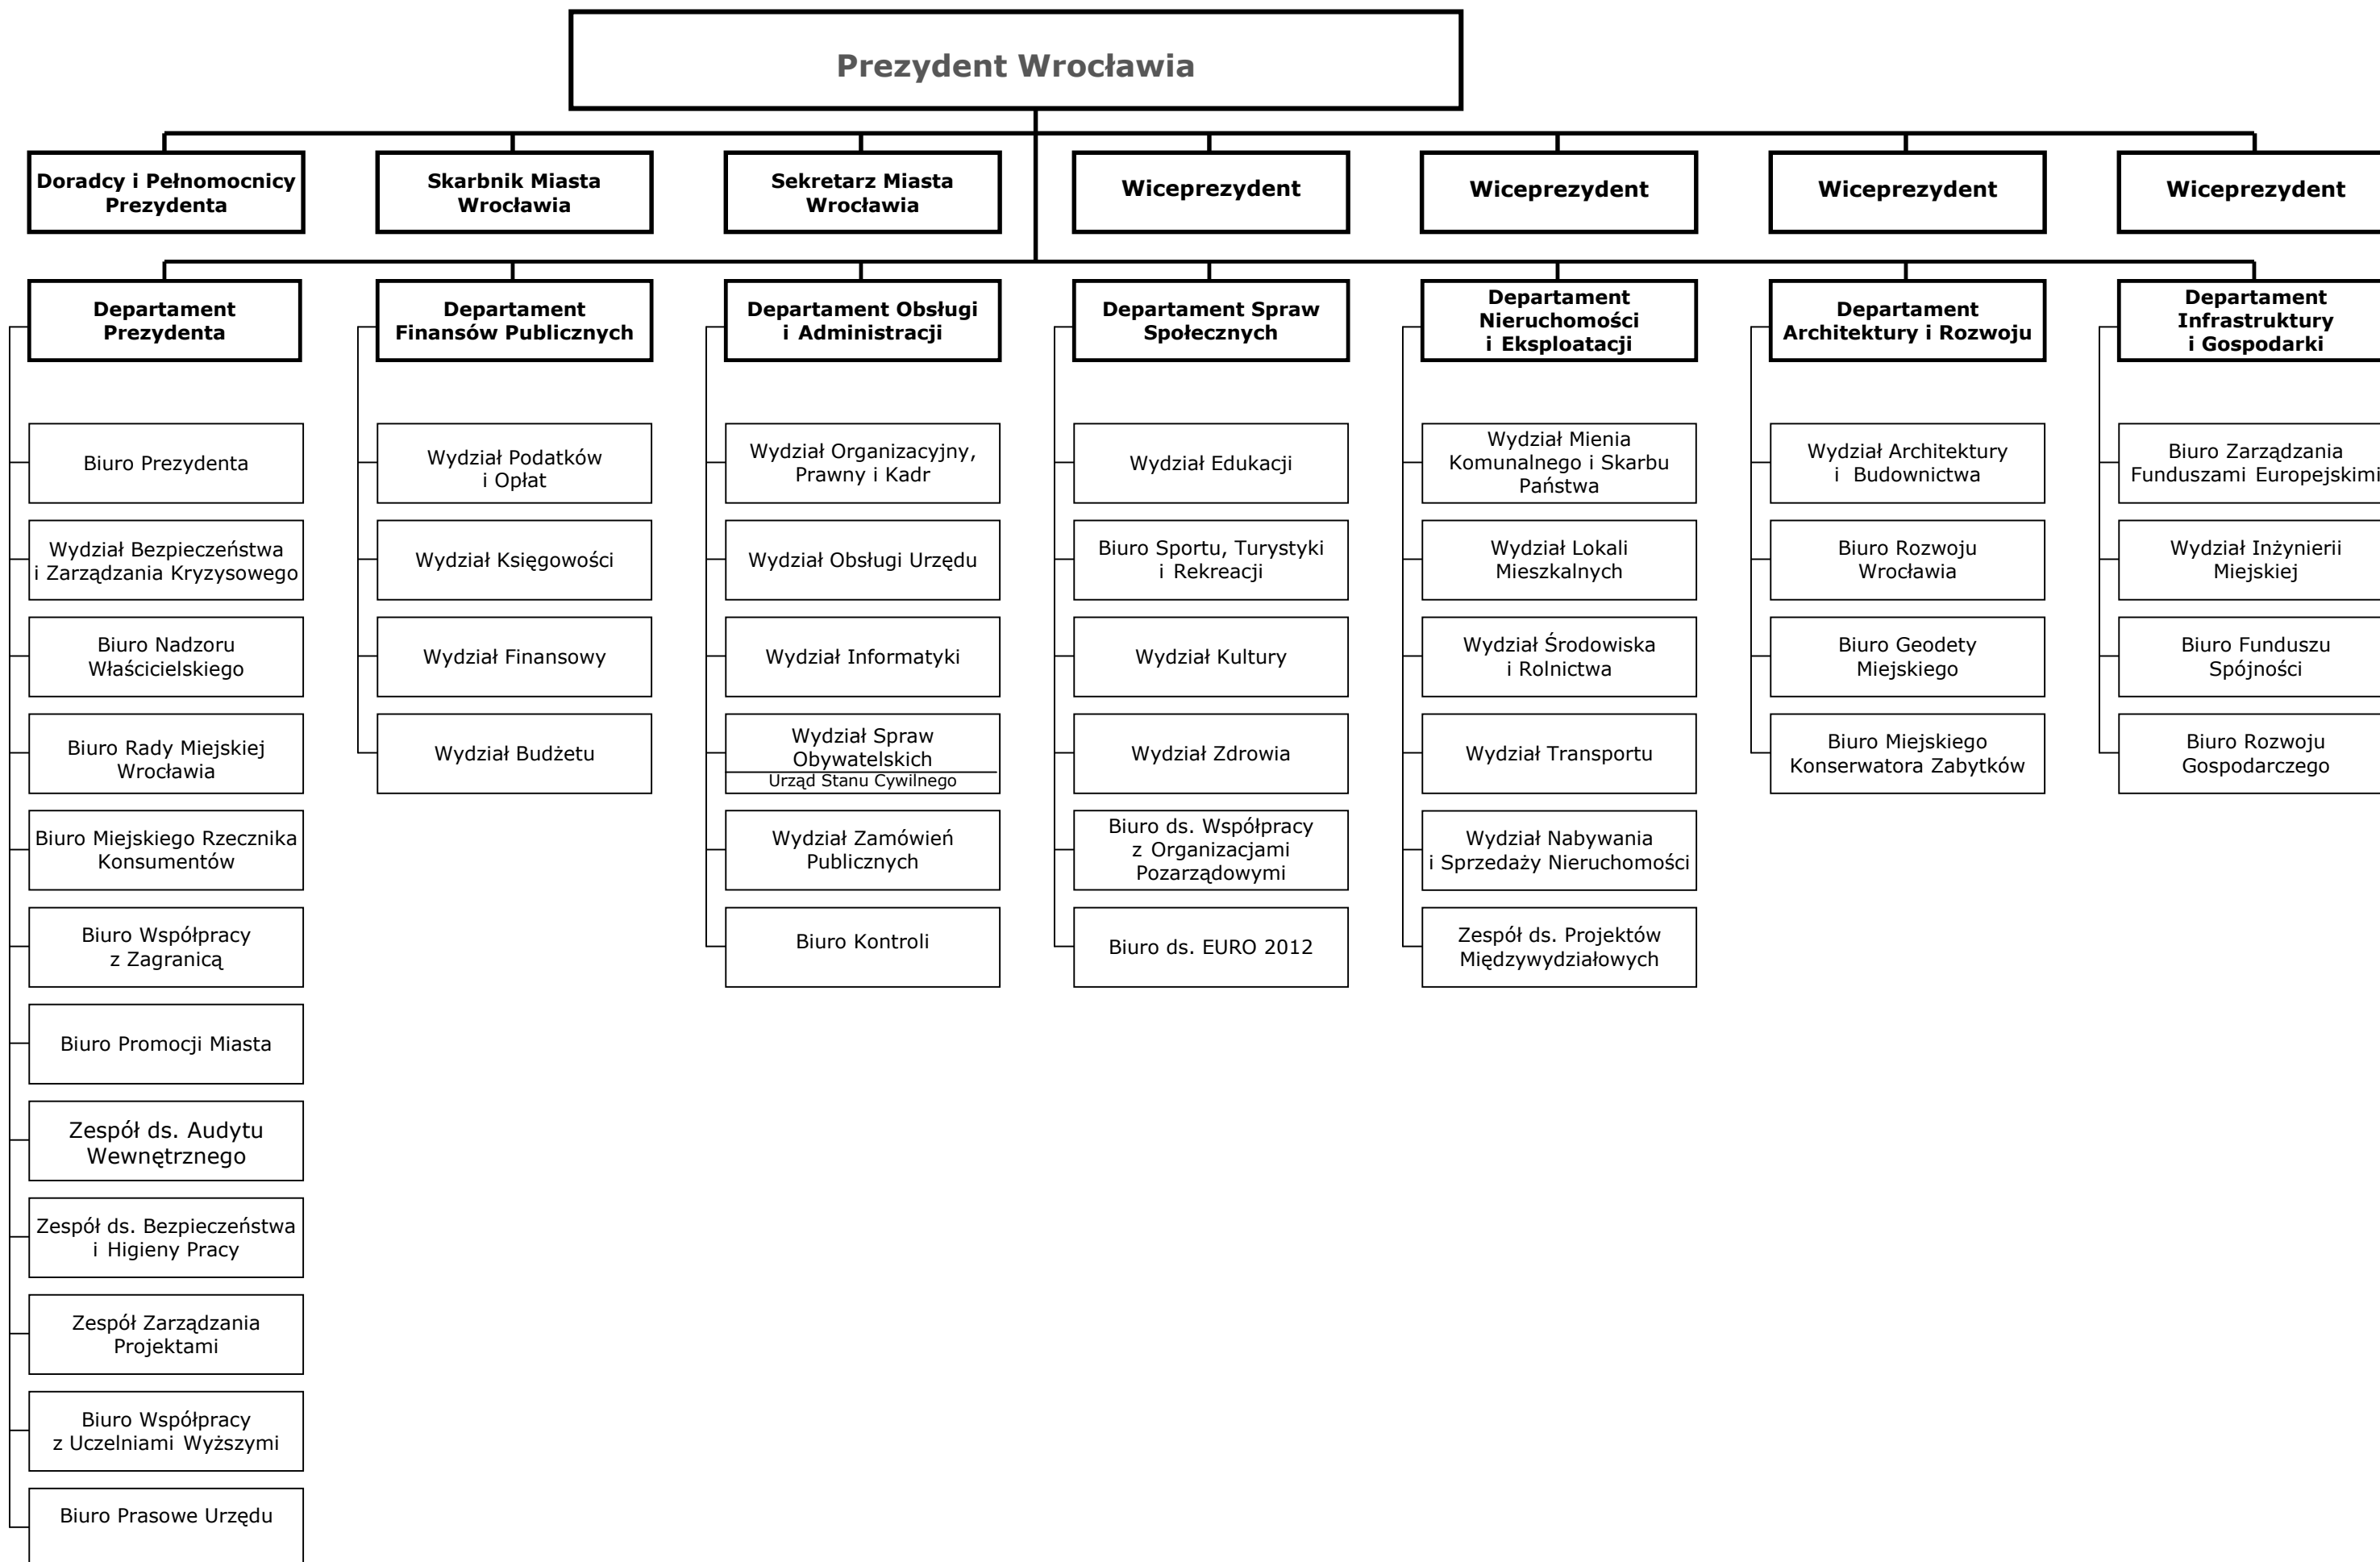 Prezydent Wrocławia
Doradcy i Pełnomocnicy
Prezydenta
Skarbnik Miasta
Wrocławia
Sekretarz Miasta
Wrocławia
Wiceprezydent
Wiceprezydent
Wiceprezydent
Wiceprezydent
Departament
Prezydenta
Departament
Finansów Publicznych
Departament Obsługi
i Administracji
Departament Spraw
Społecznych
Departament
Nieruchomości
i Eksploatacji
Departament
Architektury i Rozwoju
Departament
Infrastruktury
i Gospodarki
Biuro Prezydenta
Wydział Bezpieczeństwa
i Zarządzania Kryzysowego
Biuro Nadzoru
Właścicielskiego
Biuro Rady Miejskiej
Wrocławia
Biuro Miejskiego Rzecznika
Konsumentów
Biuro Współpracy
z Zagranicą
Biuro Promocji Miasta
Zespół ds. Audytu
Wewnętrznego
Zespół ds. Bezpieczeństwa
i Higieny Pracy
Zespół Zarządzania
Projektami
Biuro Współpracy
z Uczelniami Wyższymi
Biuro Prasowe Urzędu
Wydział Podatków
i Opłat
Wydział Księgowości
Wydział Finansowy
Wydział Budżetu
Wydział Organizacyjny,
Prawny i Kadr
Wydział Obsługi Urzędu
Wydział Informatyki
Wydział Spraw
Obywatelskich
Urząd Stanu Cywilnego
Wydział Zamówień
Publicznych
Biuro Kontroli
Wydział Edukacji
Biuro Sportu, Turystyki
i Rekreacji
Wydział Kultury
Wydział Zdrowia
Biuro ds. Współpracy
z Organizacjami
Pozarządowymi
Biuro ds. EURO 2012
Wydział Mienia
Komunalnego i Skarbu
Państwa
Wydział Lokali
Mieszkalnych
Wydział Środowiska
i Rolnictwa
Wydział Transportu
Wydział Nabywania
i Sprzedaży Nieruchomości
Zespół ds. Projektów
Międzywydziałowych
Wydział Architektury
i Budownictwa
Biuro Rozwoju
Wrocławia
Biuro Geodety
Miejskiego
Biuro Miejskiego
Konserwatora Zabytków
Biuro Zarządzania
Funduszami Europejskimi
Wydział Inżynierii
Miejskiej
Biuro Funduszu
Spójności
Biuro Rozwoju
Gospodarczego